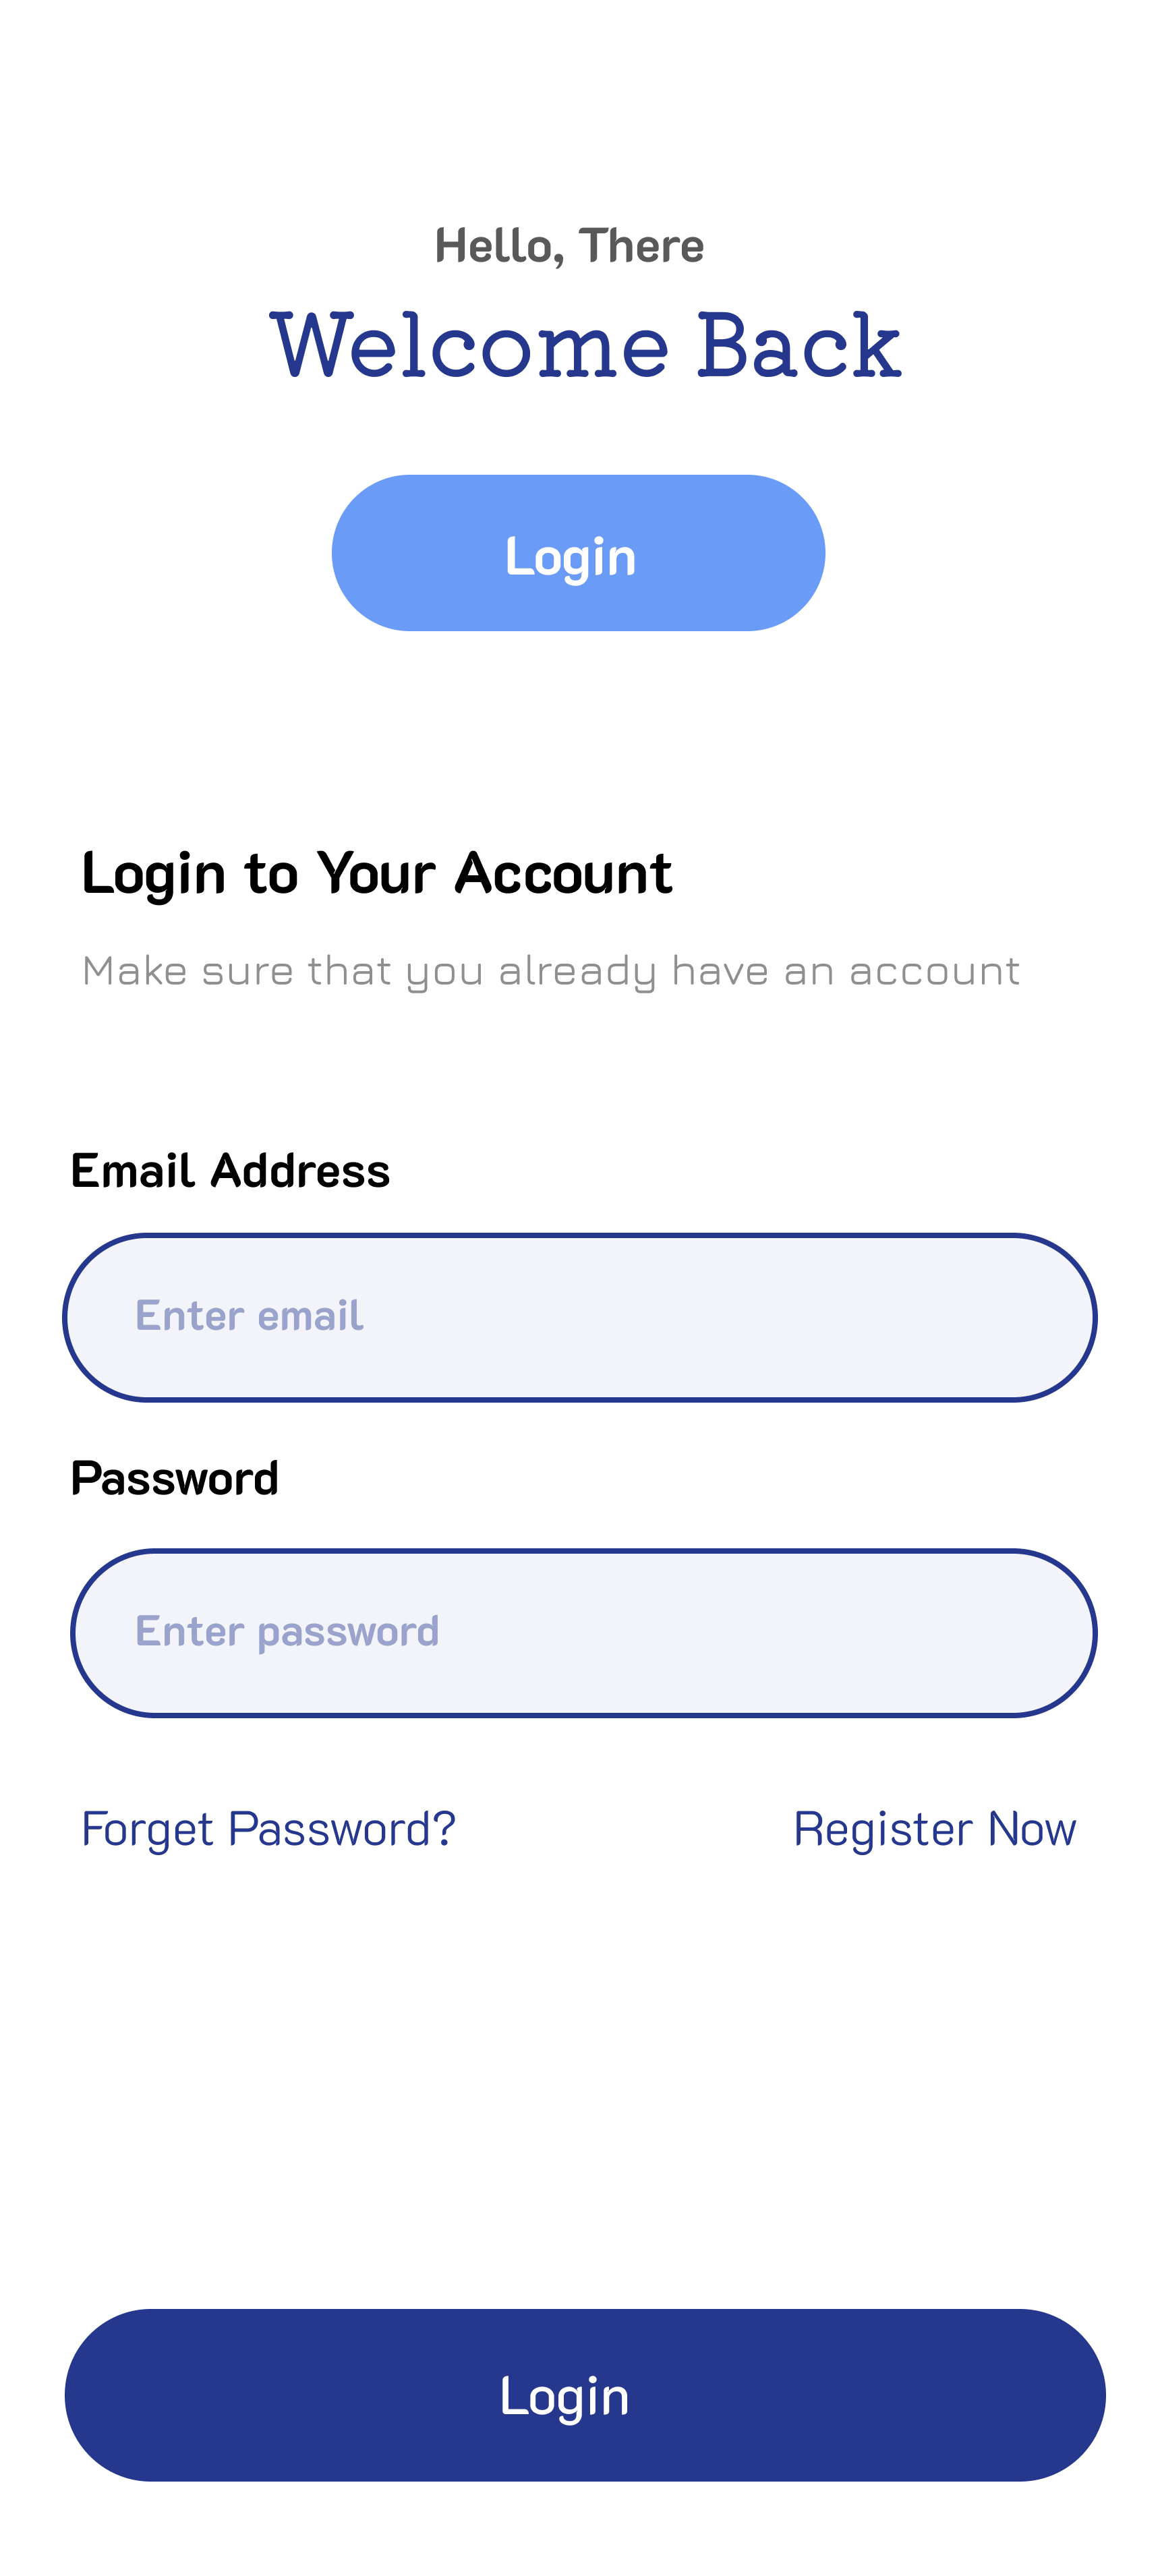 Hello, There
Welcome Back
Login
Login to Your Account
Make sure that you already have an account
Email Address
Enter email
Password
Enter password
Forget Password? Register Now
Login